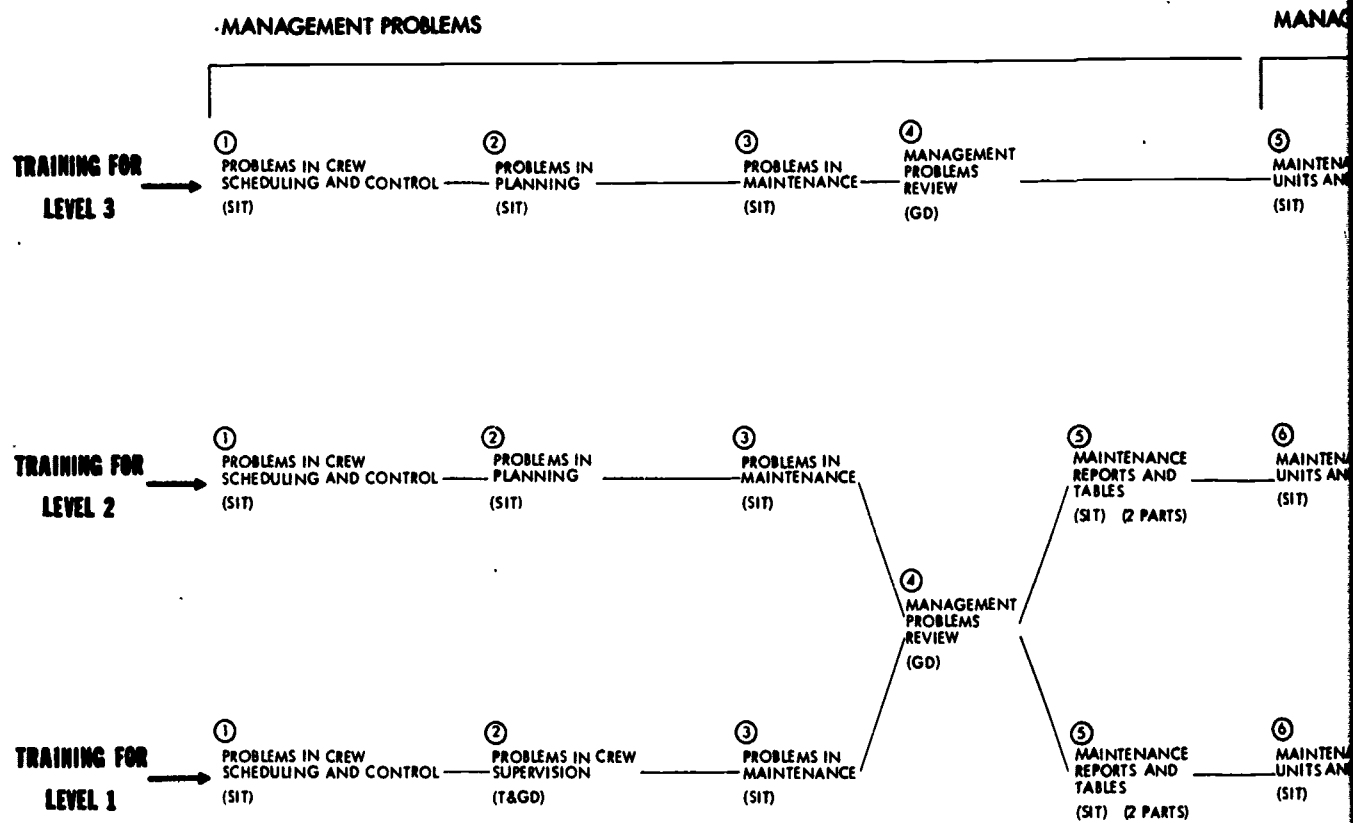 MANAGEMENT PROBLEMS
TRAINING FOR
LEVEL 3
①
PROBLEMS IN CREW
SCHEDULING AND CONTROL
(SIT)
②
PROBLEMS IN
PLANNING
(SIT)
③
PROBLEMS IN
MAINTENANCE
(SIT)
④
MANAGEMENT
PROBLEMS
REVIEW
(GD)
⑤
UNITS
(SIT)
TRAINING FOR
LEVEL 2
①
PROBLEMS IN CREW
SCHEDULING AND CONTROL
(SIT)
②
PROBLEMS IN
PLANNING
(SIT)
③
PROBLEMS IN
MAINTENANCE
(SIT)
⑤
MAINTENANCE
REPORTS AND
TABLES
(SIT) (2 PARTS)
⑥
UNITS
(SIT)
④
MANAGEMENT
PROBLEMS
REVIEW
(GD)
TRAINING FOR
LEVEL 1
①
PROBLEMS IN CREW
SCHEDULING AND CONTROL
(SIT)
②
PROBLEMS IN CREW
SUPERVISION
(T&GD)
③
PROBLEMS IN
MAINTENANCE
(SIT)
⑤
MAINTENANCE
REPORTS AND
TABLES
(SIT) (2 PARTS)
⑥
UNITS
(SIT)